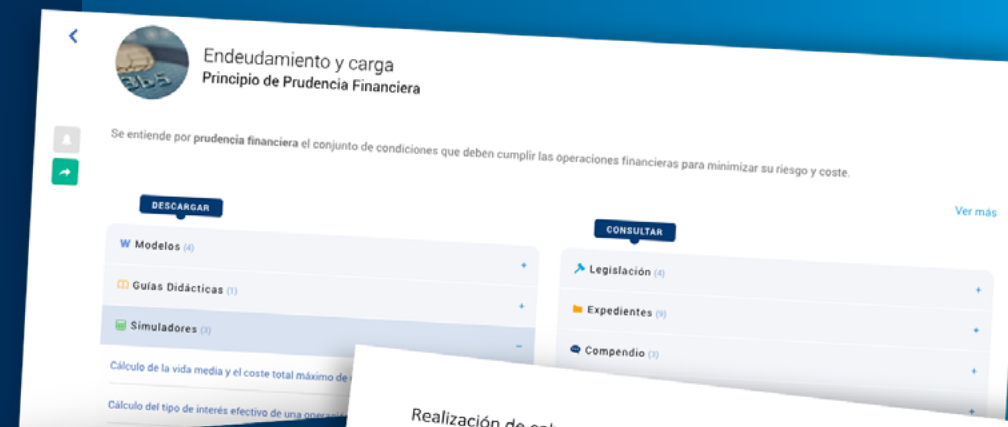 Endeudamiento y carga
Principio de Prudencia Financiera
Se entiende por prudencia financiera el conjunto de condiciones que deben cumplir las operaciones financieras para minimizar su riesgo y coste.
Ver más
DESCARGAR
W Modelos (4)
Guías Didácticas (1)
Simuladores (3)
Cálculo de la vida media y el coste total máximo de
Cálculo del tipo de interés efectivo de una operación
CONSULTAR
Legislación (4)
Expedientes (9)
Compendio (3)
Realización de